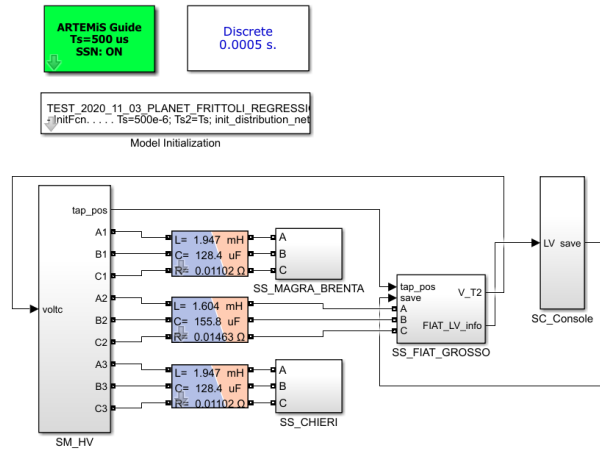 ARTEMiS Guide
Ts=500 us
SSN: ON
Discrete
0.0005 s.
TEST_2020_11_03_PLANET_FRITTOLI_REGRESSI
- InitFcn. . . . . Ts=500e-6; Ts2=Ts; init_distribution_net
Model Initialization
tap_pos
A1
B1
C1
A2
voltc
B2
C2
A3
B3
C3
SM_HV
L= 1.947 mH
C= 128.4 uF
R= 0.01102 Ω
A
B
C
SS_MAGRA_BRENTA
L= 1.604 mH
C= 155.8 uF
R= 0.01463 Ω
tap_pos
save
A
B
C
V_T2
FIAT_LV_info
SS_FIAT_GROSSO
LV save
SC_Console
L= 1.947 mH
C= 128.4 uF
R= 0.01102 Ω
A
B
C
SS_CHIERI